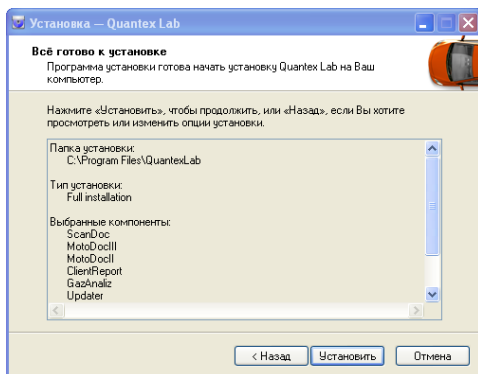 Установка — Quantex Lab
Всё готово к установке
Программа установки готова начать установку Quantex Lab на Ваш
компьютер.
Нажмите «Установить», чтобы продолжить, или «Назад», если Вы хотите
просмотреть или изменить опции установки.
Папка установки:
C:\Program Files\QuantexLab
Тип установки:
Full installation
Выбранные компоненты:
ScanDoc
MotoDocIII
MotoDocII
ClientReport
GazAnaliz
Updater
< Назад
Установить
Отмена